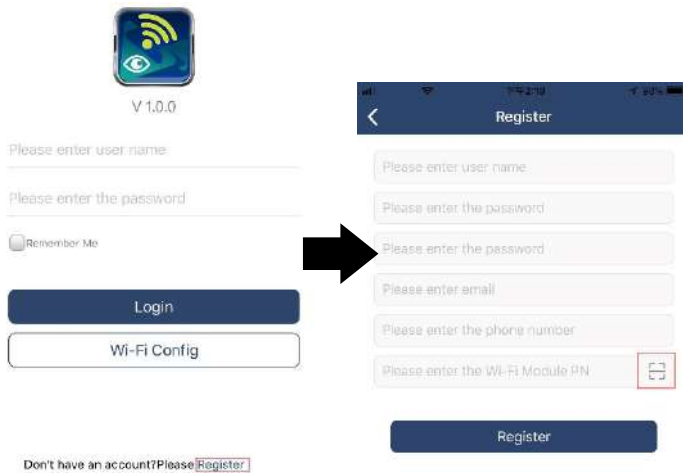 V 1.0.0
Please enter user name
Please enter the password
Remember Me
Login
Wi-Fi Config
Don't have an account?Please Register
Register
Please enter user name
Please enter the password
Please enter the password
Please enter email
Please enter the phone number
Please enter the Wi-Fi Module PN
Register